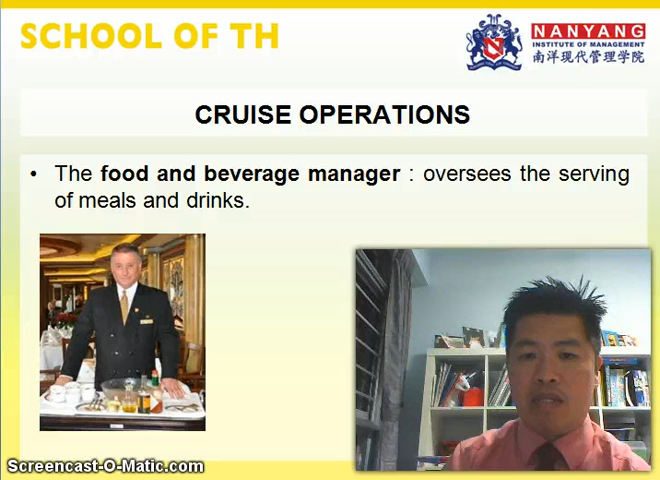 SCHOOL OF TH
NANYANG
INSTITUTE OF MANAGEMENT
南洋现代管理学院
CRUISE OPERATIONS
• The food and beverage manager : oversees the serving
of meals and drinks.
Screencast-O-Matic.com